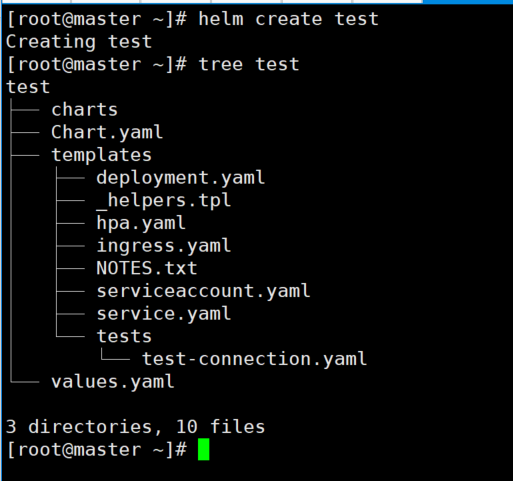 [root@master ~]# helm create test
Creating test
[root@master ~]# tree test
test
├── charts
├── Chart.yaml
├── templates
│   ├── deployment.yaml
│   ├── _helpers.tpl
│   ├── hpa.yaml
│   ├── ingress.yaml
│   ├── NOTES.txt
│   ├── serviceaccount.yaml
│   ├── service.yaml
│   └── tests
│       └── test-connection.yaml
└── values.yaml

3 directories, 10 files
[root@master ~]#